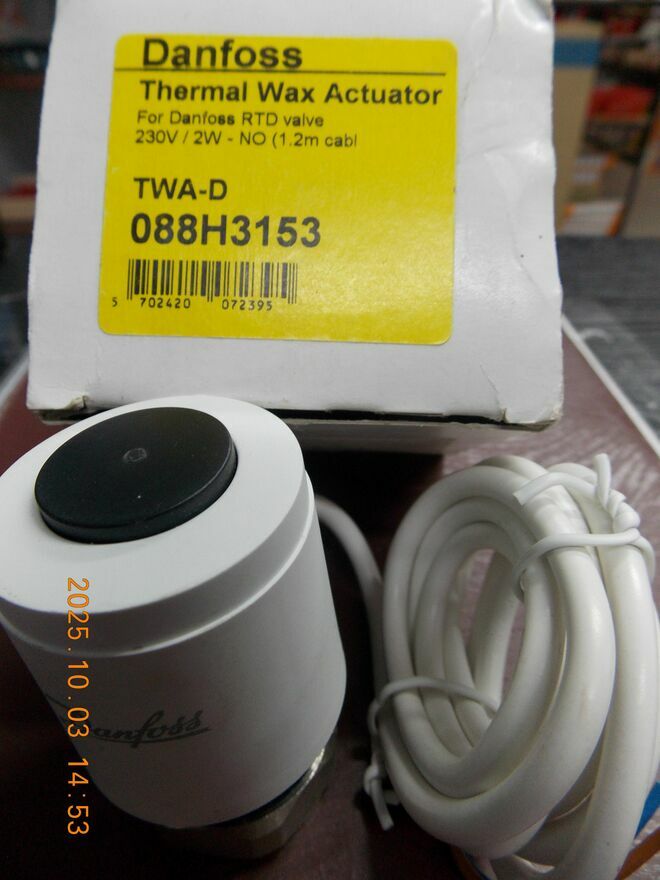 Danfoss
Thermal Wax Actuator
For Danfoss RTD valve
230V / 2W - NO (1.2m cabl
TWA-D
088H3153
5 702420 072395
Danfoss
2025.10.03 14:53